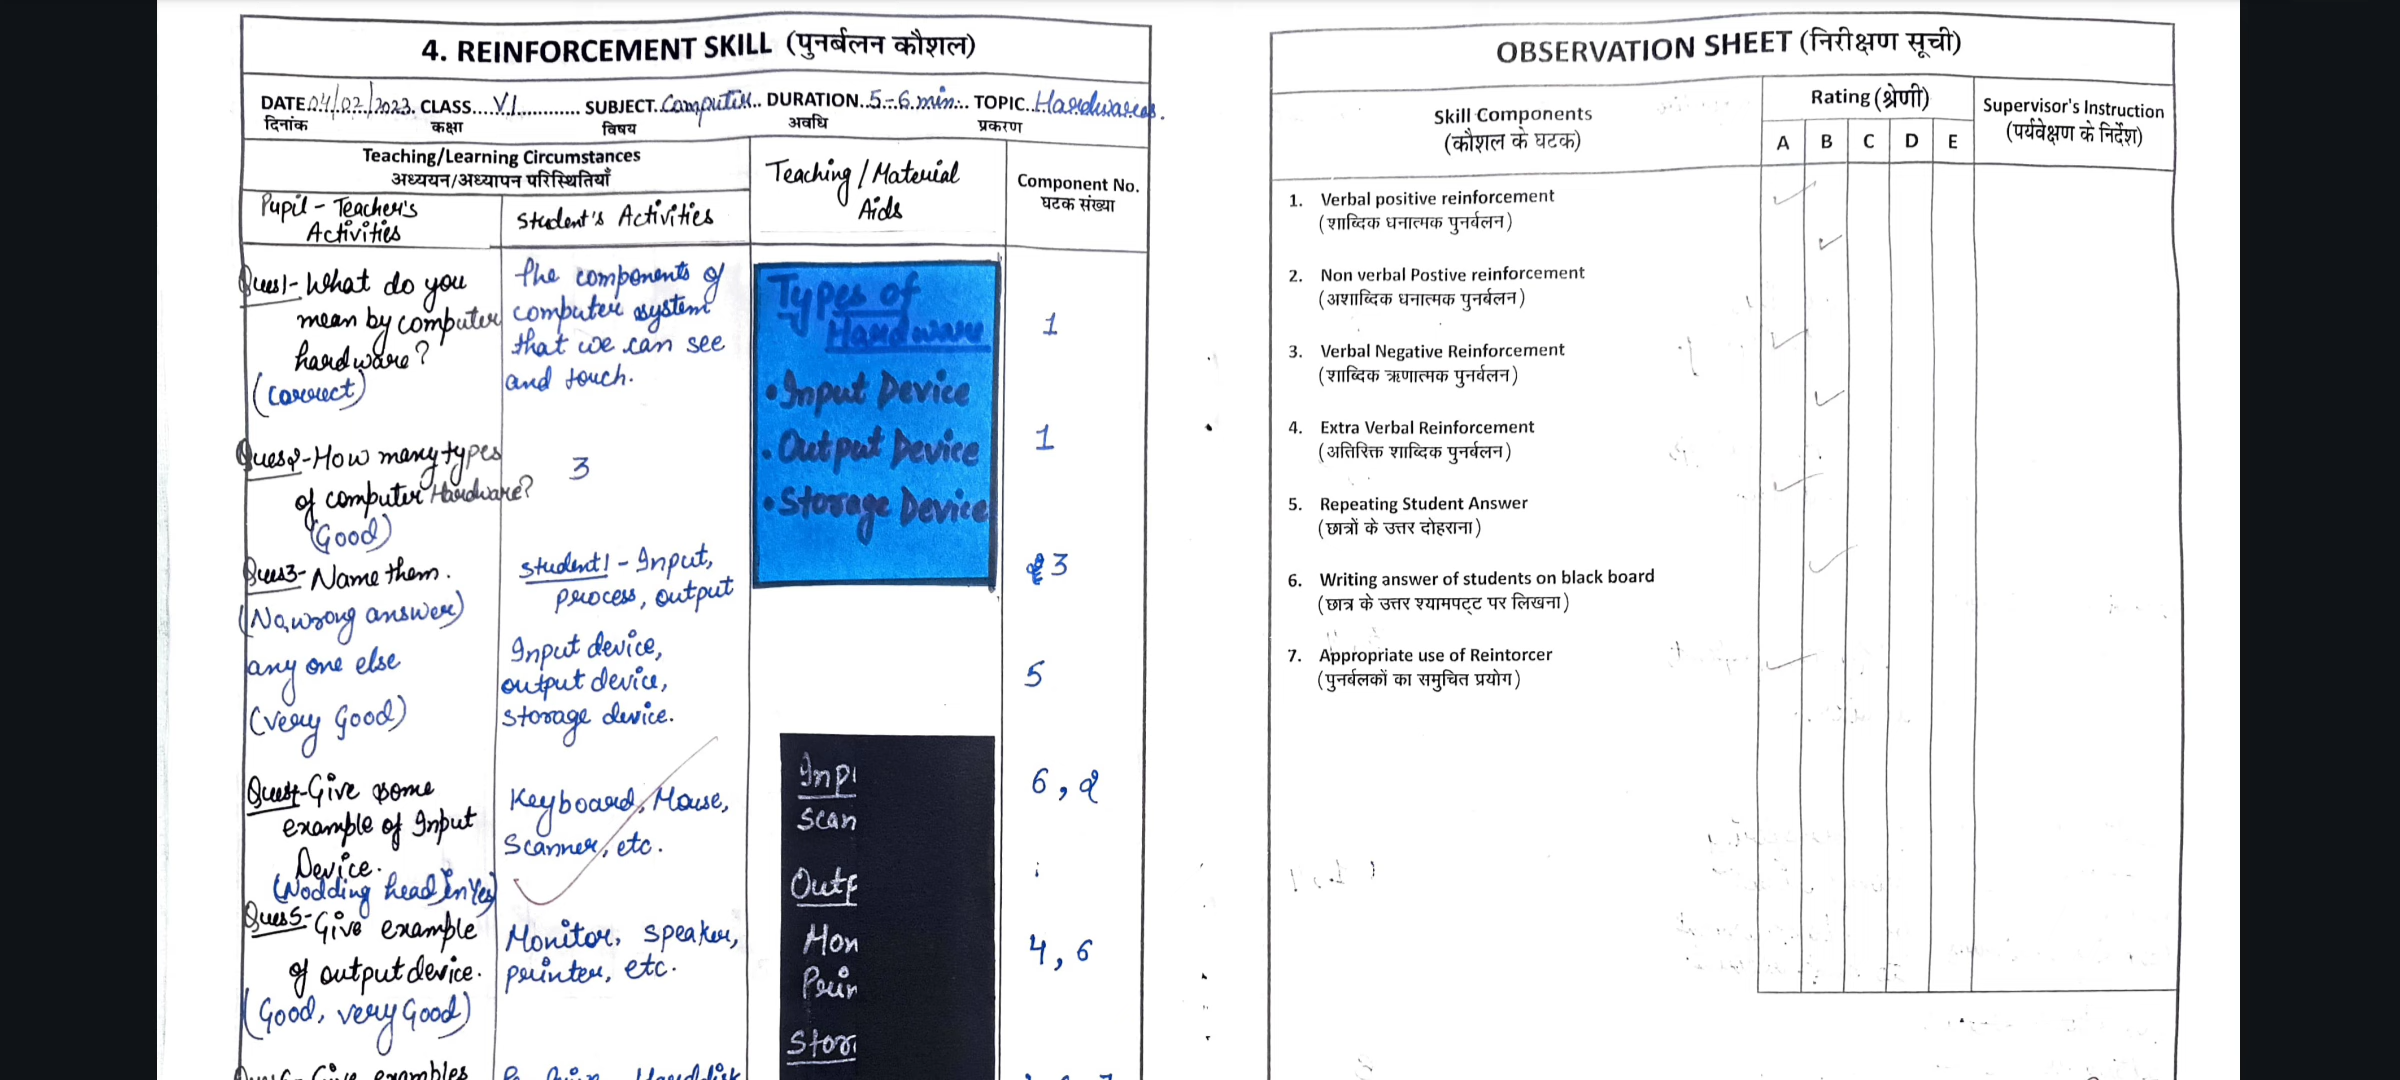 4. REINFORCEMENT SKILL (पुनर्बलन कौशल)
DATE..04/02/2023. CLASS....VI............ SUBJECT.Computer.. DURATION..5-6 min... TOPIC..Hardwares.
दिनांक कक्षा विषय अवधि प्रकरण
Teaching/Learning Circumstances
अध्ययन/अध्यापन परिस्थितियाँ
Pupil - Teacher's
Activities
Student's Activities
Teaching / Material
Aids
Component No.
घटक संख्या
Ques1- What do you
mean by computer
hardware?
(Correct)
The components of
computer system
that we can see
and touch.
1
Ques2- How many types
of computer Hardware?
(Good)
3
1
Ques3- Name them.
(No, wrong answer)
any one else
(very Good)
Student1 - Input,
process, output
Input device,
output device,
storage device.
3
5
Types of
Hardware
• Input Device
• Output Device
• Storage Device
Ques4- Give some
example of Input
Device.
(Nodding head in Yes)
Keyboard, Mouse,
Scanner, etc.
6, 2
Ques5- Give example
of output device.
(Good, very Good)
Monitor, speaker,
printer, etc.
4, 6
Inp
Scan
Outp
Mon
Prin
Stor
Give examples
OBSERVATION SHEET (निरीक्षण सूची)
Skill Components
(कौशल के घटक)
Rating (श्रेणी)
A B C D E
Supervisor's Instruction
(पर्यवेक्षण के निर्देश)
1. Verbal positive reinforcement
(शाब्दिक धनात्मक पुनर्बलन)
2. Non verbal Postive reinforcement
(अशाब्दिक धनात्मक पुनर्बलन)
3. Verbal Negative Reinforcement
(शाब्दिक ऋणात्मक पुनर्बलन)
4. Extra Verbal Reinforcement
(अतिरिक्त शाब्दिक पुनर्बलन)
5. Repeating Student Answer
(छात्रों के उत्तर दोहराना)
6. Writing answer of students on black board
(छात्र के उत्तर श्यामपट्ट पर लिखना)
7. Appropriate use of Reintorcer
(पुनर्बलकों का समुचित प्रयोग)